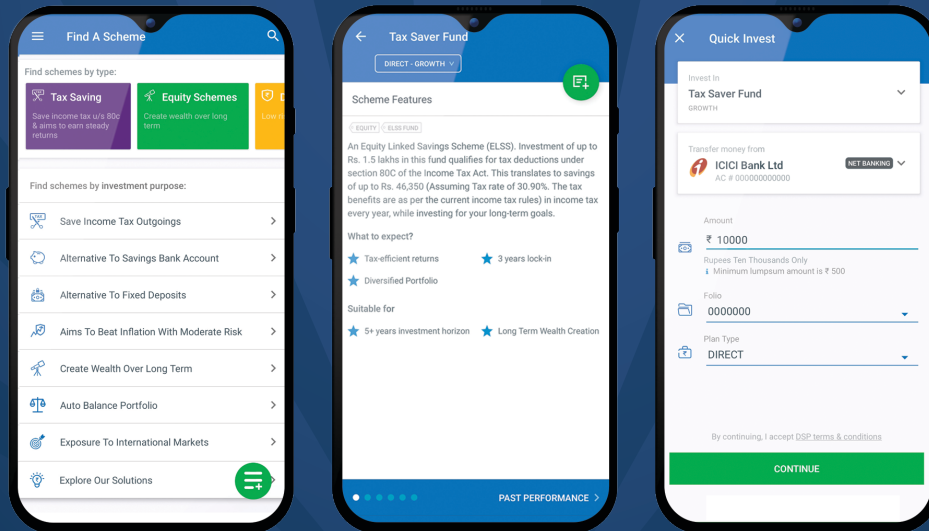 Find A Scheme
Find schemes by type:
Tax Saving
Save income tax u/s 80c
& aims to earn steady
returns
Equity Schemes
Create wealth over long
term
Low
Find schemes by investment purpose:
Save Income Tax Outgoings
Alternative To Savings Bank Account
Alternative To Fixed Deposits
Aims To Beat Inflation With Moderate Risk
Create Wealth Over Long Term
Auto Balance Portfolio
Exposure To International Markets
Explore Our Solutions
Tax Saver Fund
DIRECT - GROWTH
Scheme Features
EQUITY
ELSS FUND
An Equity Linked Savings Scheme (ELSS). Investment of up to
Rs. 1.5 lakhs in this fund qualifies for tax deductions under
section 80C of the Income Tax Act. This translates to savings
of up to Rs. 46,350 (Assuming Tax rate of 30.90%. The tax
benefits are as per the current income tax rules) in income tax
every year, while investing for your long-term goals.
What to expect?
Tax-efficient returns
3 years lock-in
Diversified Portfolio
Suitable for
5+ years investment horizon
Long Term Wealth Creation
PAST PERFORMANCE
Quick Invest
Invest In
Tax Saver Fund
GROWTH
Transfer money from
ICICI Bank Ltd
NET BANKING
AC # 000000000000
Amount
₹ 10000
Rupees Ten Thousands Only
i Minimum lumpsum amount is ₹ 500
Folio
0000000
Plan Type
DIRECT
By continuing, I accept DSP terms & conditions
CONTINUE